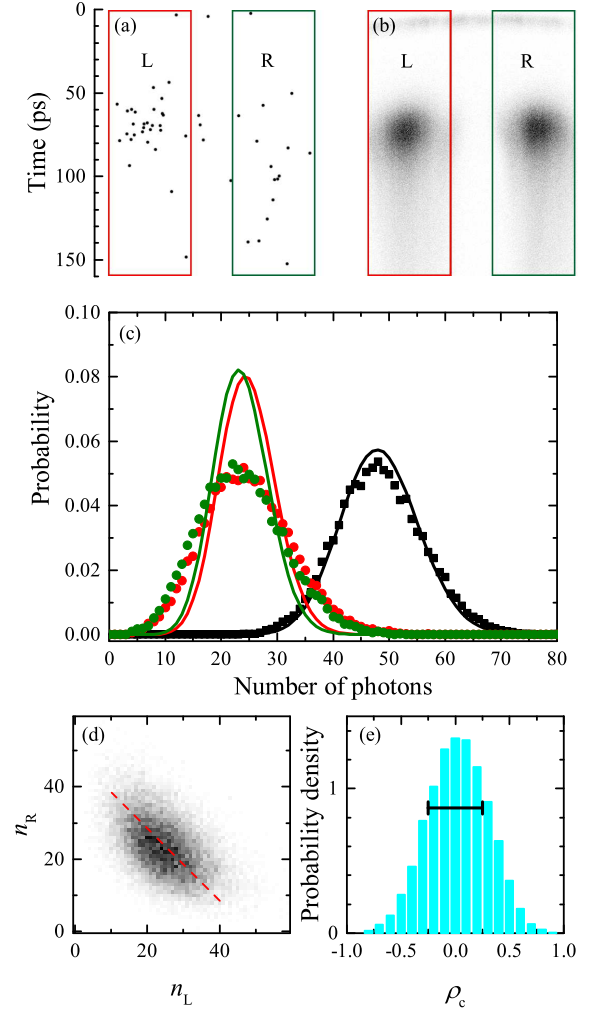 0
50
100
150
Time (ps)
(a)
L
R
(b)
L
R
0.10
0.08
0.06
0.04
0.02
0.00
Probability
(c)
0 10 20 30 40 50 60 70 80
Number of photons
(d)
40
20
0
n_R
0 20 40
n_L
(e)
1
0
Probability density
-1.0 -0.5 0.0 0.5 1.0
ρ_c